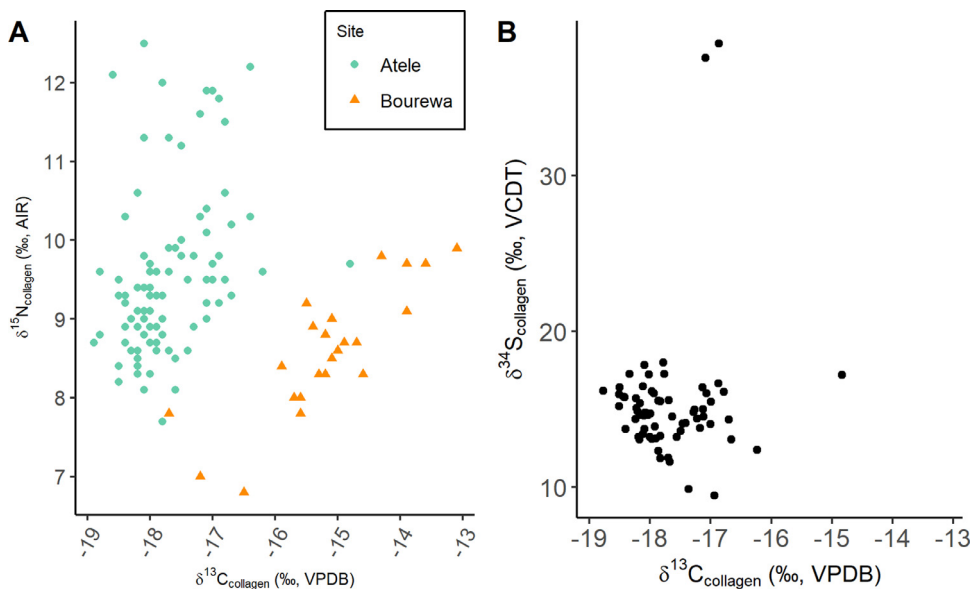 A
Site
Atele
Bourewa
12
11
10
9
8
7
δ¹⁵Ncollagen (‰, AIR)
-19
-18
-17
-16
-15
-14
-13
δ¹³Ccollagen (‰, VPDB)
B
30
20
10
δ³⁴Scollagen (‰, VCDT)
-19 -18 -17 -16 -15 -14 -13
δ¹³Ccollagen (‰, VPDB)